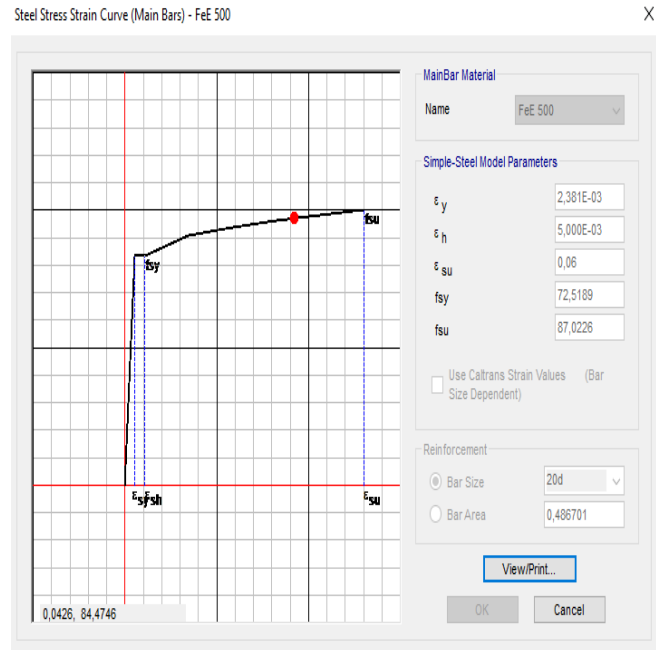 Steel Stress Strain Curve (Main Bars) - FeE 500
X
MainBar Material
Name
FeE 500
Simple-Steel Model Parameters
ε y
2,381E-03
ε h
5,000E-03
ε su
0,06
fsy
72,5189
fsu
87,0226
Use Caltrans Strain Values (Bar
Size Dependent)
Reinforcement
Bar Size
20d
Bar Area
0,486701
View/Print...
OK
Cancel
fsu
fsy
εsy
εsh
εsu
0,0426, 84,4746